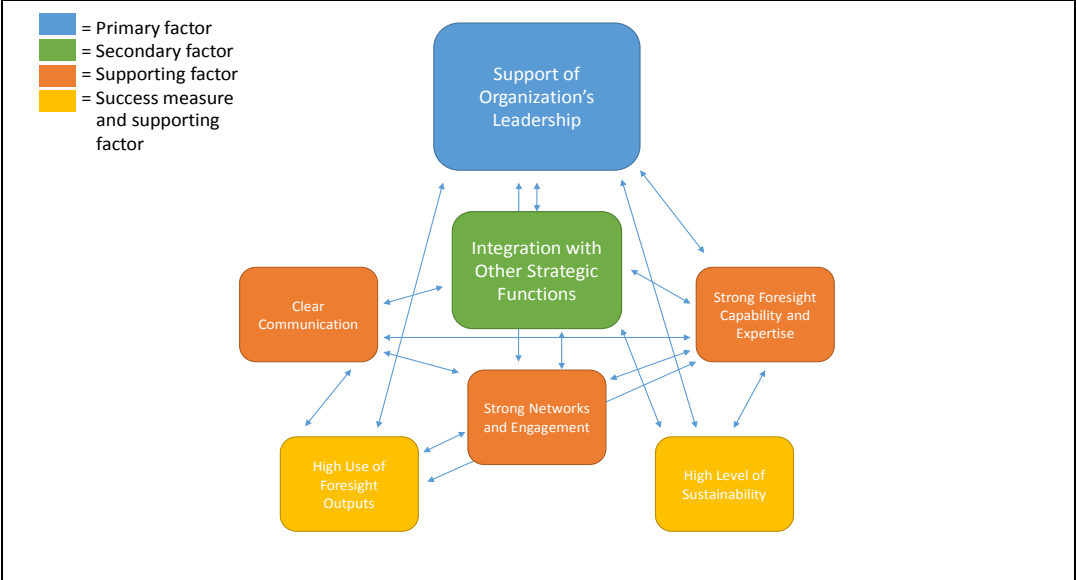 = Primary factor
= Secondary factor
= Supporting factor
= Success measure
and supporting
factor
Support of
Organization’s
Leadership
Integration with
Other Strategic
Functions
Clear
Communication
Strong Foresight
Capability and
Expertise
Strong Networks
and Engagement
High Use of
Foresight
Outputs
High Level of
Sustainability